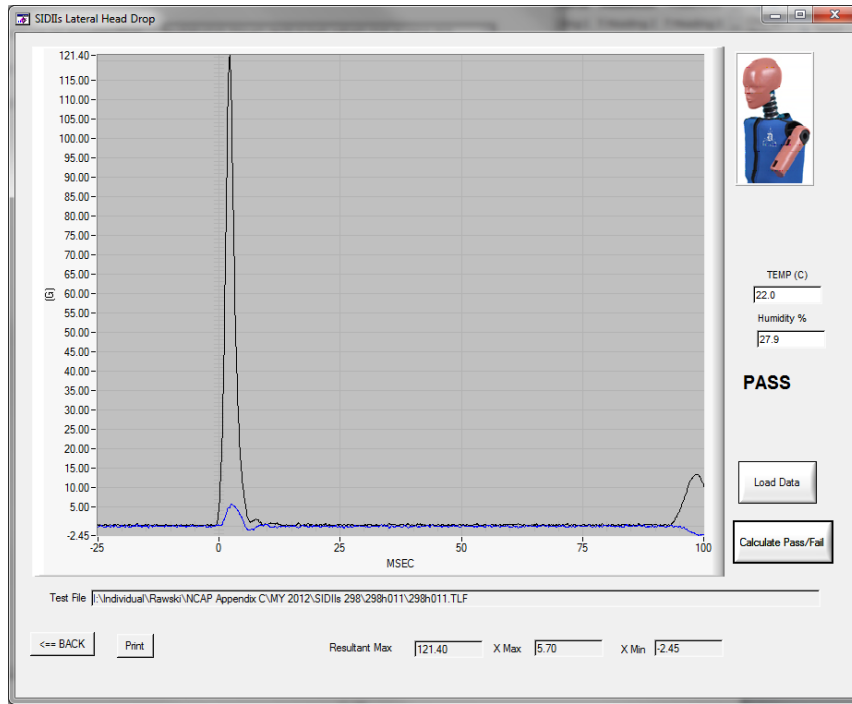 SIDIIs Lateral Head Drop
121.40
115.00
110.00
105.00
100.00
95.00
90.00
85.00
80.00
75.00
70.00
65.00
60.00
55.00
50.00
45.00
40.00
35.00
30.00
25.00
20.00
15.00
10.00
5.00
-2.45
(G)
-25 0 25 50 75 100
MSEC
TEMP (C)
22.0
Humidity %
27.9
PASS
Load Data
Calculate Pass/Fail
Test File I:\Individual\Rawski\NCAP Appendix C\MY 2012\SIDIIs 298\298h011\298h011.TLF
<== BACK Print Resultant Max 121.40 X Max 5.70 X Min -2.45